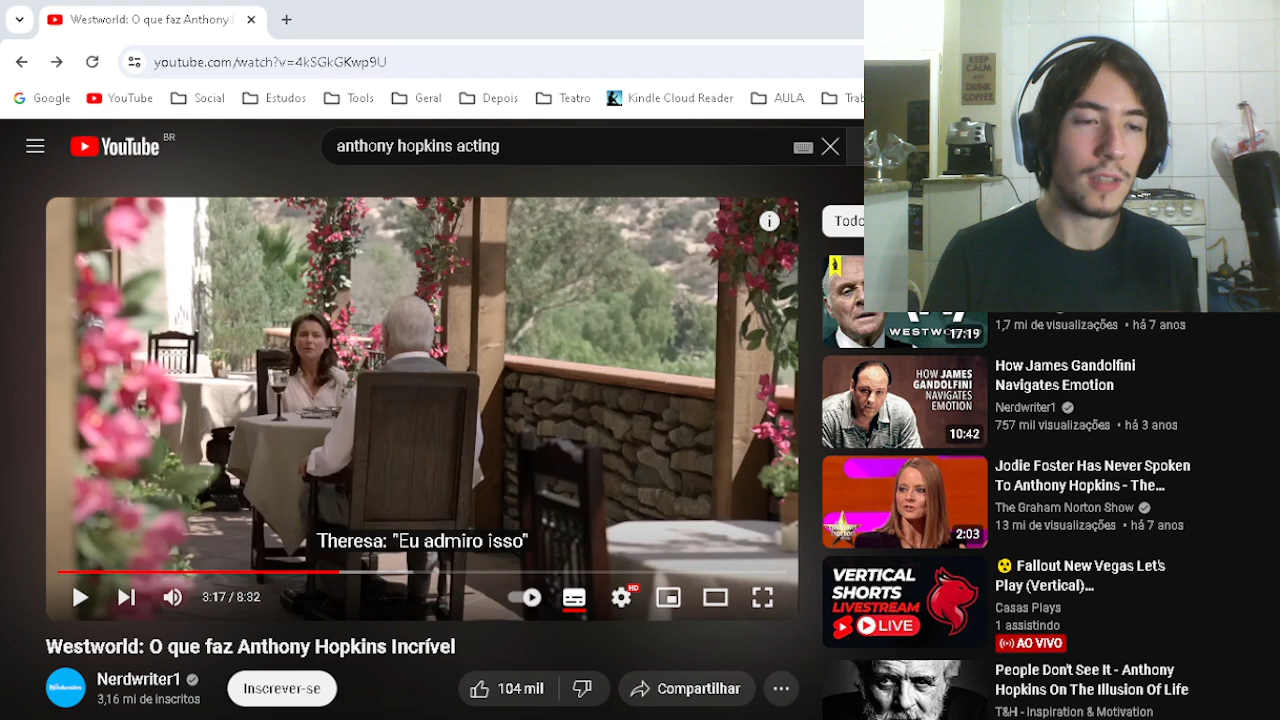 Westworld: O que faz Anthony
youtube.com/watch?v=4kSGkGKwp9U
Google
YouTube
Social
Tools
Geral
Depois
Teatro
Kindle Cloud Reader
AULA
KEEP
CALM
AND
DRINK
COFFEE
YouTube BR
anthony hopkins acting
Theresa: "Eu admiro isso"
3:17 / 8:32
HD
Westworld: O que faz Anthony Hopkins Incrível
Nerdwriter1
3,16 mi de inscritos
Inscrever-se
104 mil
Compartilhar
17:19
1,7 mi de visualizações • há 7 anos
HOW JAMES
GANDOLFINI
NAVIGATES
EMOTION
10:42
How James Gandolfini
Navigates Emotion
Nerdwriter1
757 mil visualizações • há 3 anos
2:03
Jodie Foster Has Never Spoken
To Anthony Hopkins - The...
The Graham Norton Show
13 mi de visualizações • há 7 anos
VERTICAL
SHORTS
LIVESTREAM
LIVE
Fallout New Vegas Let's
Play (Vertical)...
Casas Plays
1 assistindo
AO VIVO
People Don't See It - Anthony
Hopkins On The Illusion Of Life
T&H - Inspiration & Motivation